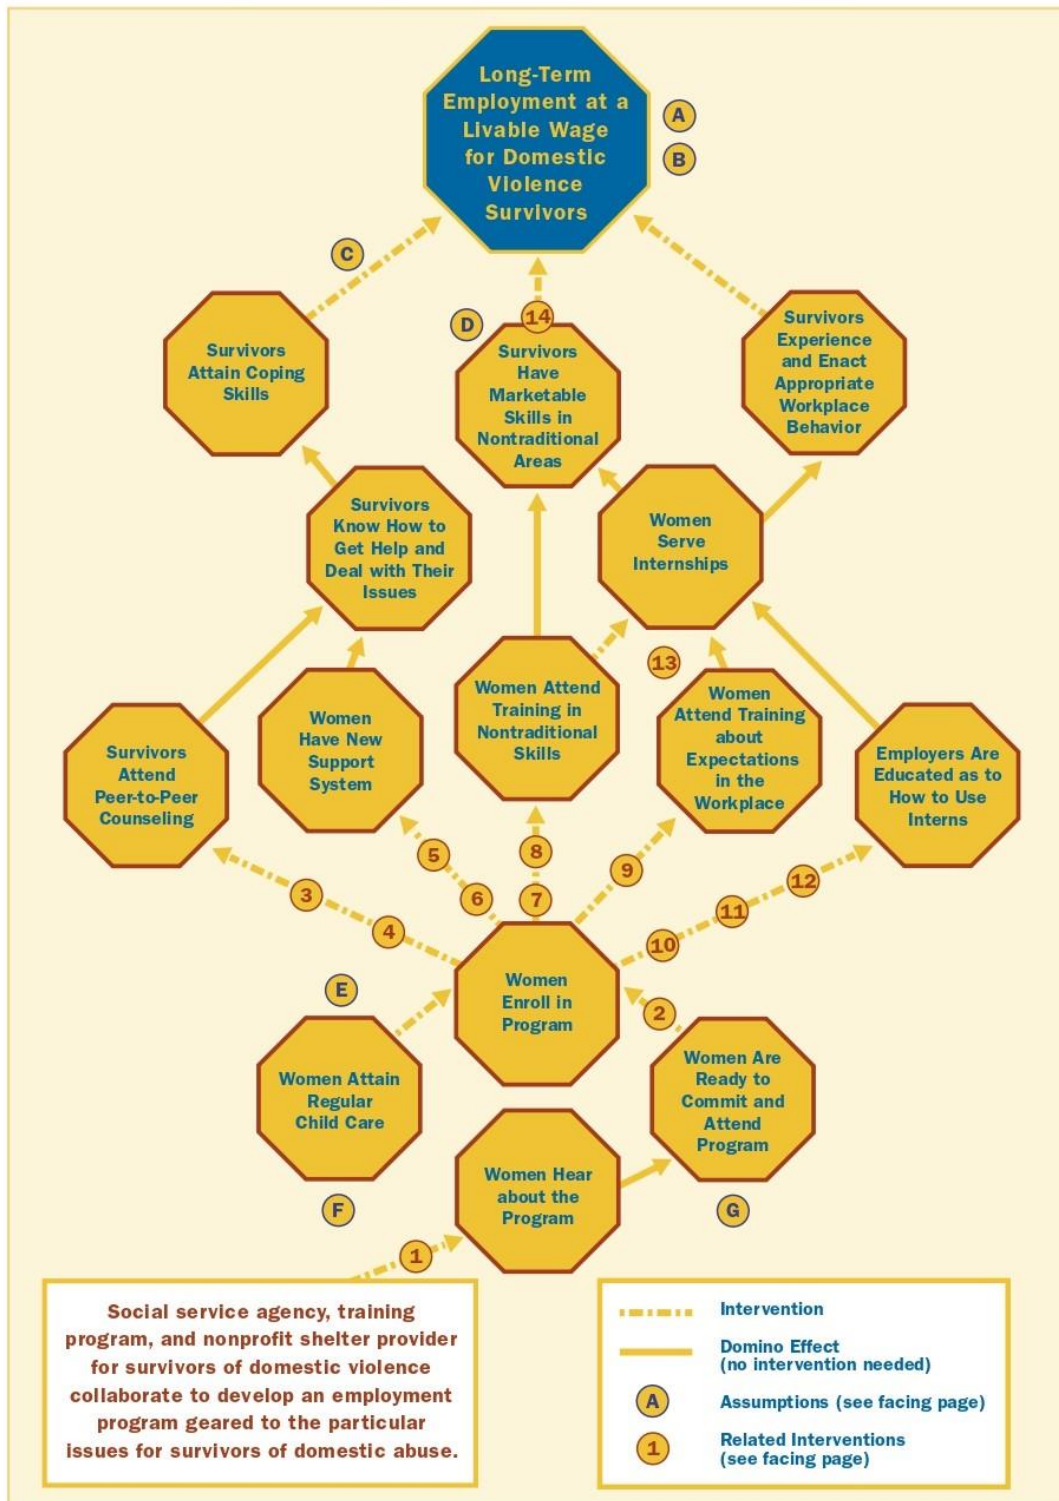 Long-Term
Employment at a
Livable Wage
for Domestic
Violence
Survivors
A
B
C
D
14
Survivors
Attain Coping
Skills
Survivors
Have
Marketable
Skills in
Nontraditional
Areas
Survivors
Experience
and Enact
Appropriate
Workplace
Behavior
Survivors
Know How to
Get Help and
Deal with Their
Issues
Women
Serve
Internships
13
Survivors
Attend
Peer-to-Peer
Counseling
Women
Have New
Support
System
Women Attend
Training in
Nontraditional
Skills
Women
Attend Training
about
Expectations
in the
Workplace
Employers Are
Educated as to
How to Use
Interns
3
4
5
6
8
7
9
10
11
12
Women
Enroll in
Program
E
2
Women Attain
Regular
Child Care
F
Women Are
Ready to
Commit and
Attend
Program
G
Women Hear
about the
Program
1
Social service agency, training
program, and nonprofit shelter provider
for survivors of domestic violence
collaborate to develop an employment
program geared to the particular
issues for survivors of domestic abuse.
Intervention
Domino Effect
(no intervention needed)
A Assumptions (see facing page)
1 Related Interventions
(see facing page)